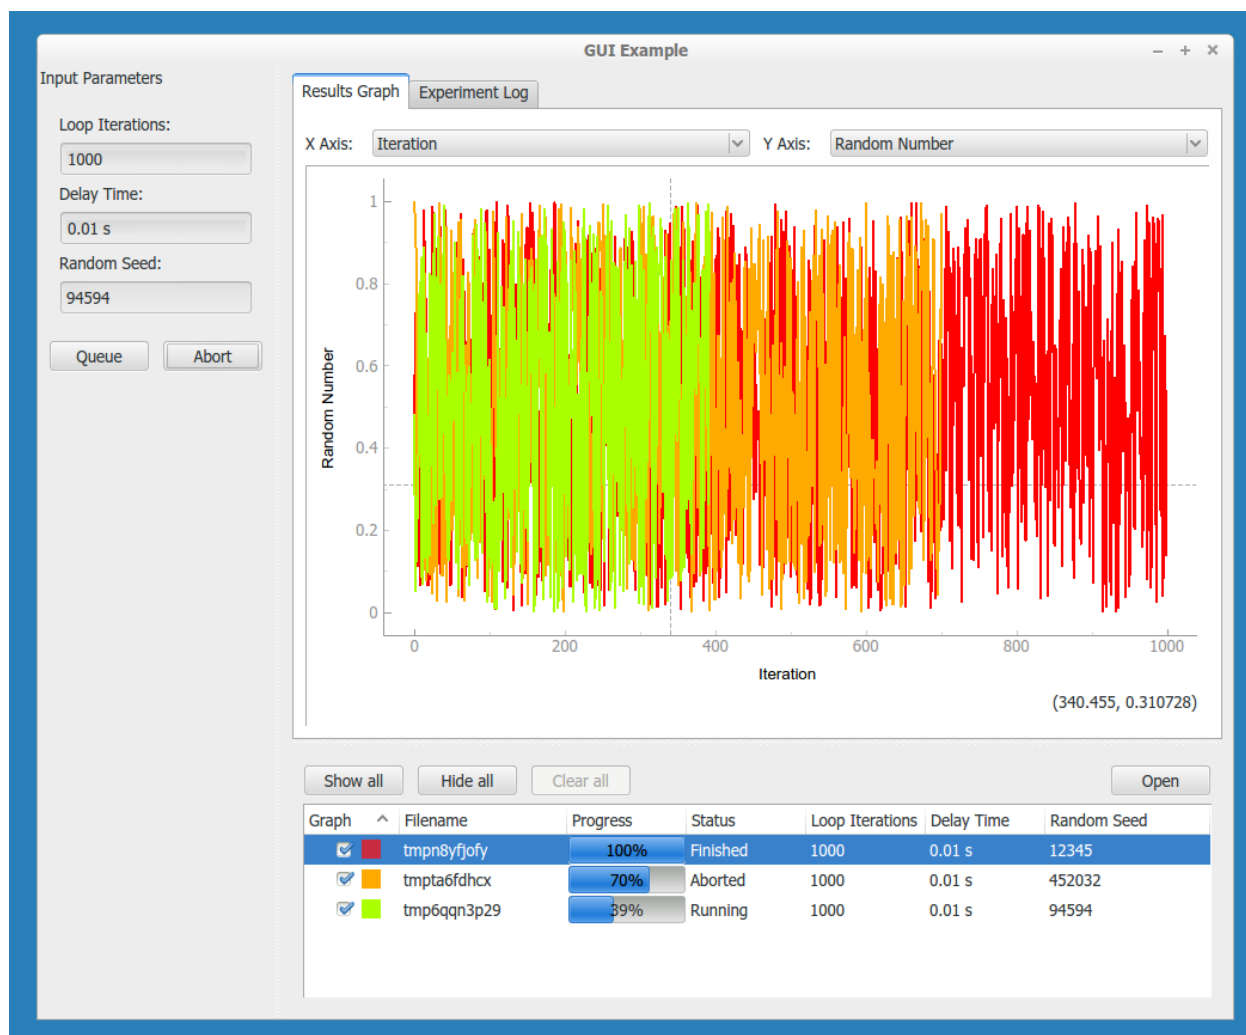 GUI Example
Input Parameters
Loop Iterations:
1000
Delay Time:
0.01 s
Random Seed:
94594
Queue Abort
Results Graph Experiment Log
X Axis: Iteration Y Axis: Random Number
1
0.8
0.6
0.4
0.2
0
Random Number
0 200 400 600 800 1000
Iteration
(340.455, 0.310728)
Show all Hide all Clear all Open
Graph Filename Progress Status Loop Iterations Delay Time Random Seed
tmpn8yfjofy 100% Finished 1000 0.01 s 12345
tmpta6fdhcx 70% Aborted 1000 0.01 s 452032
tmp6qqn3p29 39% Running 1000 0.01 s 94594